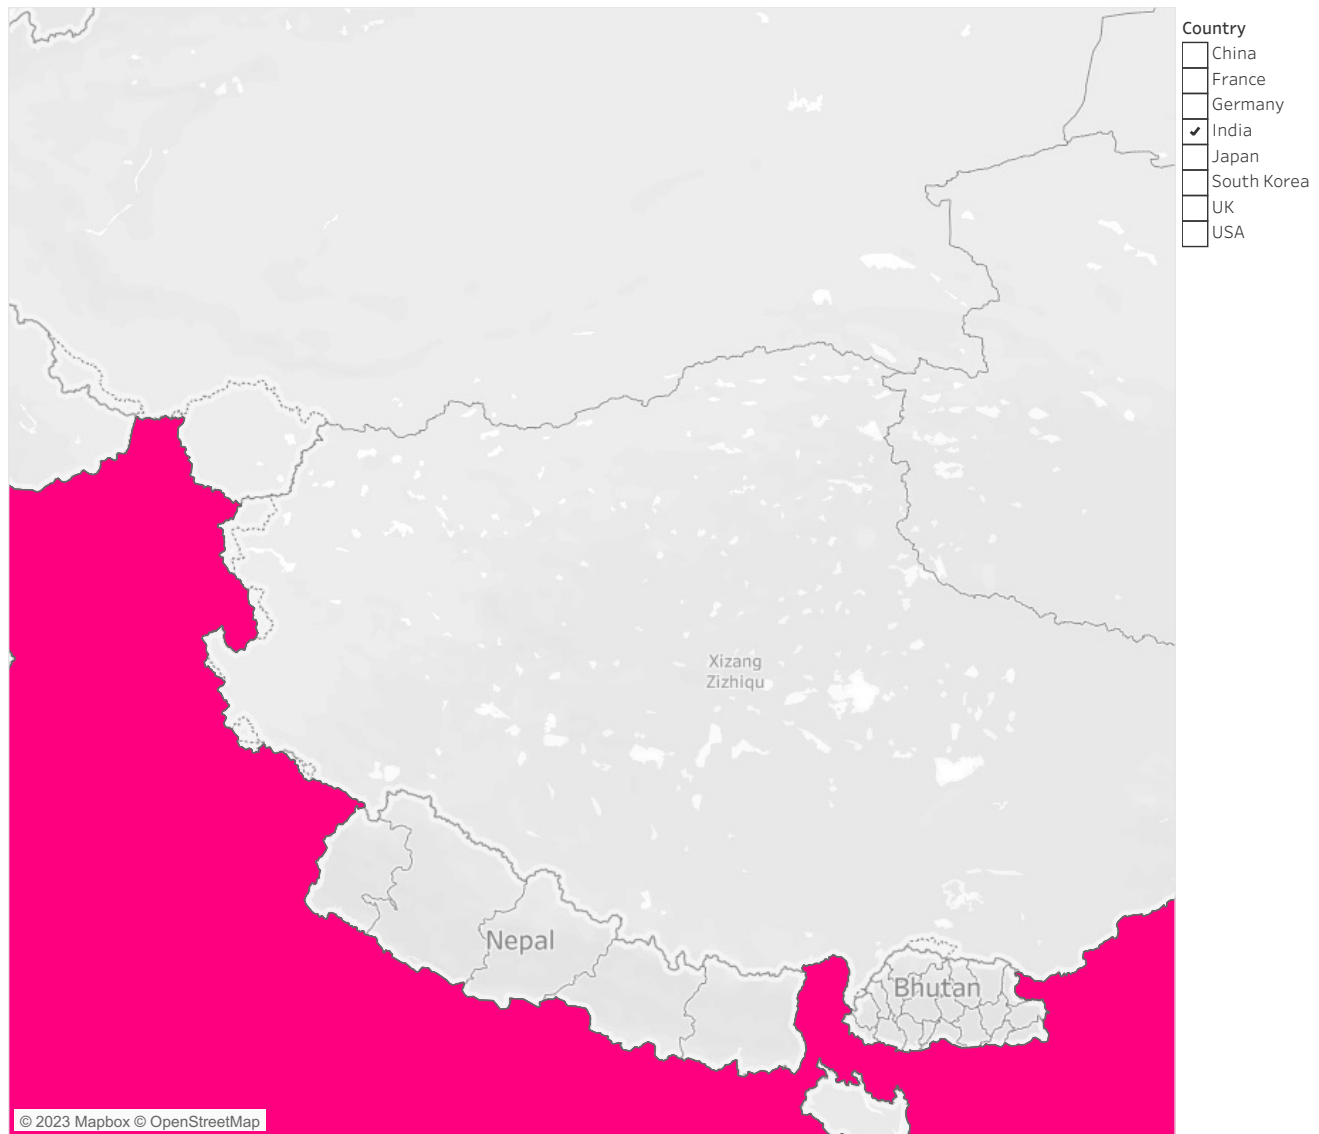 Country
China
France
Germany
India
Japan
South Korea
UK
USA
Xizang
Zizhiqu
Nepal
Bhutan
© 2023 Mapbox © OpenStreetMap